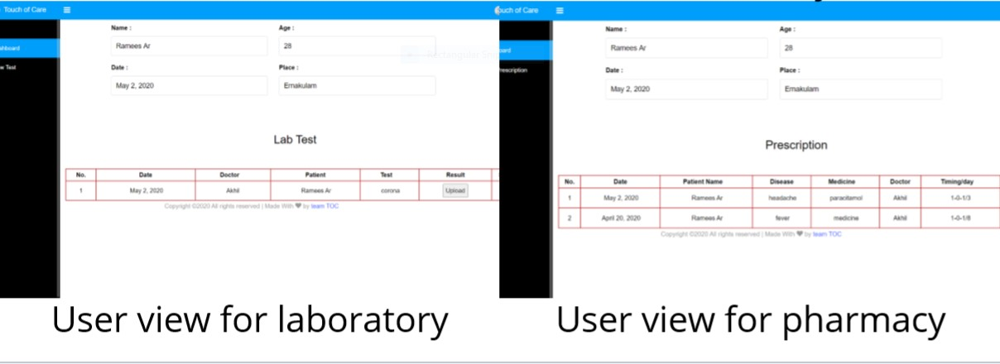 Touch of Care
shboard
w Test
Name :
Age :
Ramees Ar
28
Date :
Place :
May 2, 2020
Ernakulam
Rectangular Sn
Lab Test
No. Date Doctor Patient Test Result
1 May 2, 2020 Akhil Ramees Ar corona Upload
Copyright ©2020 All rights reserved | Made With ♥ by team TOC
User view for laboratory
ouch of Care
oard
rescription
Name :
Age :
Ramees Ar
28
Date :
Place :
May 2, 2020
Ernakulam
Prescription
No. Date Patient Name Disease Medicine Doctor Timing/day
1 May 2, 2020 Ramees Ar headache paracitamol Akhil 1-0-1/3
2 April 20, 2020 Ramees Ar fever medicine Akhil 1-0-1/8
Copyright ©2020 All rights reserved | Made With ♥ by team TOC
User view for pharmacy